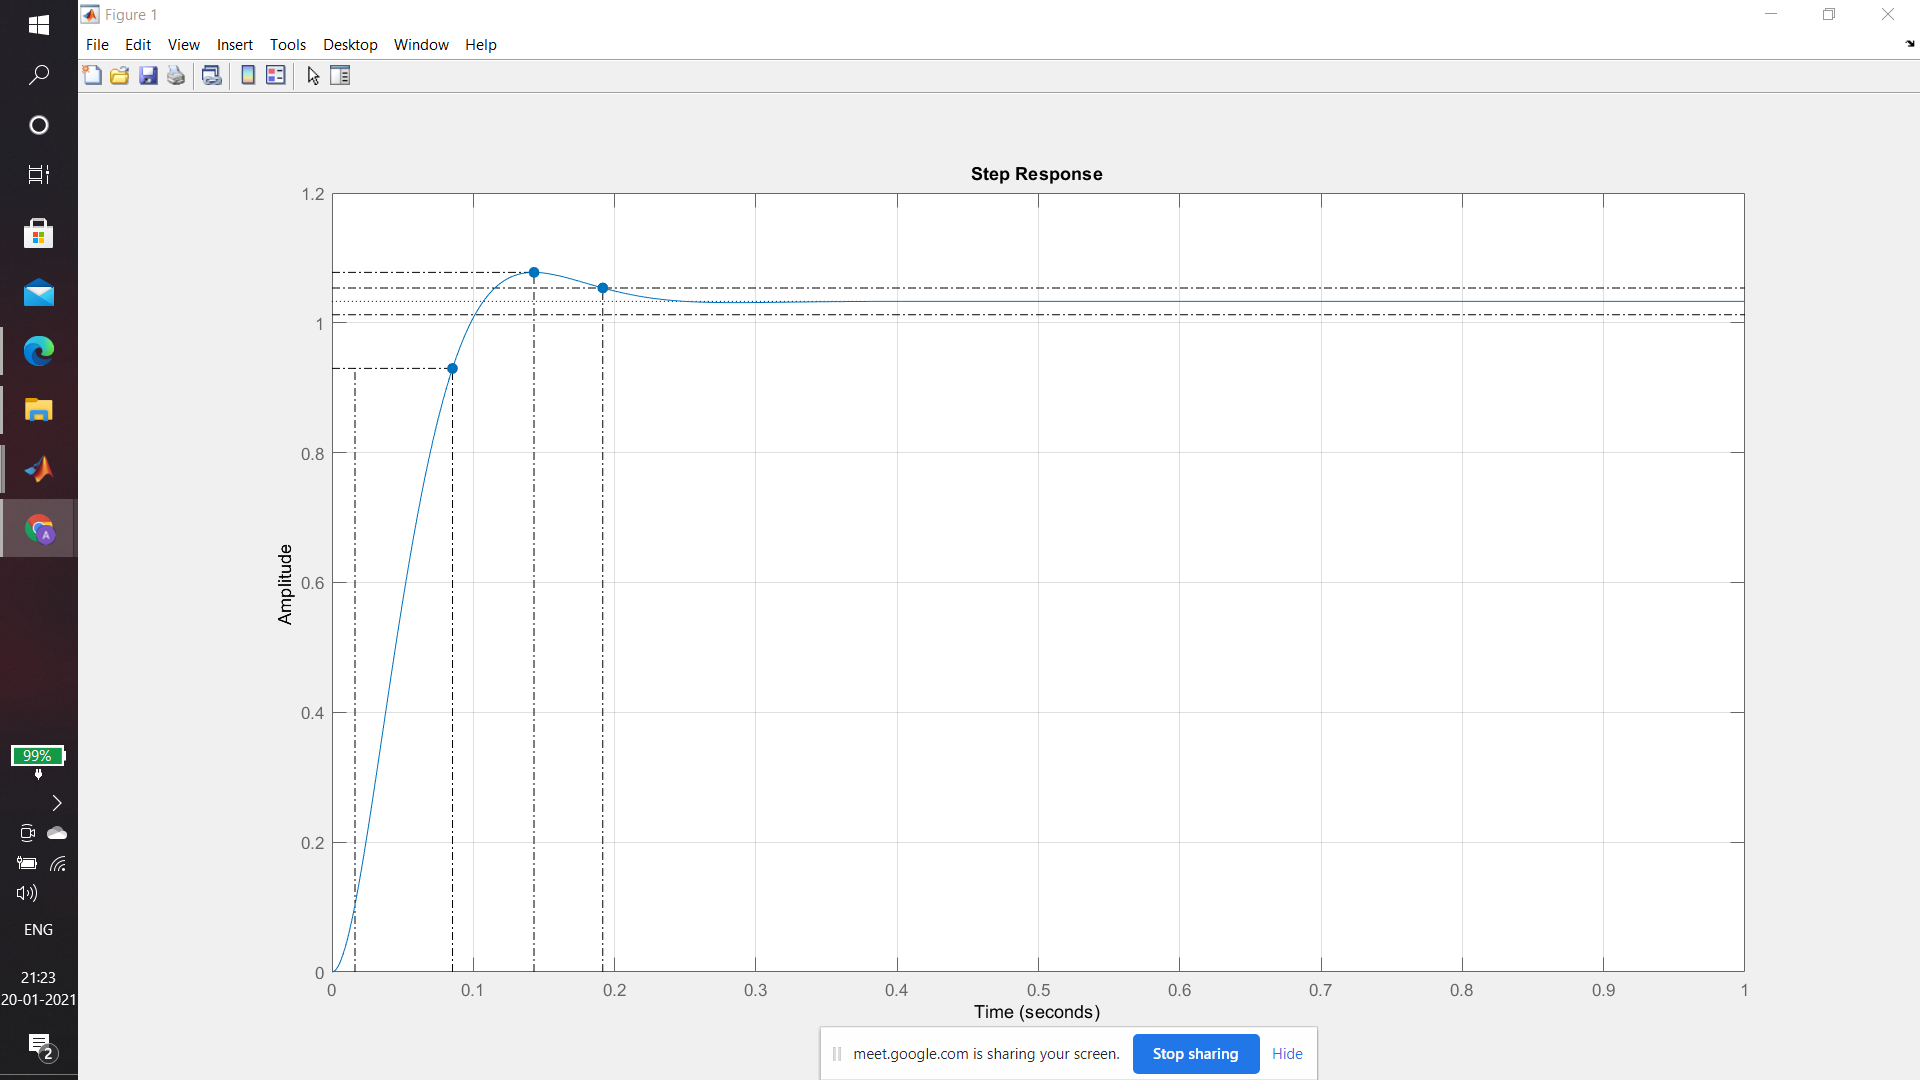 Figure 1
File Edit View Insert Tools Desktop Window Help
Step Response
1.2
1
0.8
0.6
0.4
0.2
0
Amplitude
0 0.1 0.2 0.3 0.4 0.5 0.6 0.7 0.8 0.9 1
Time (seconds)
99%
ENG
21:23
20-01-2021
2
A
meet.google.com is sharing your screen. Stop sharing Hide